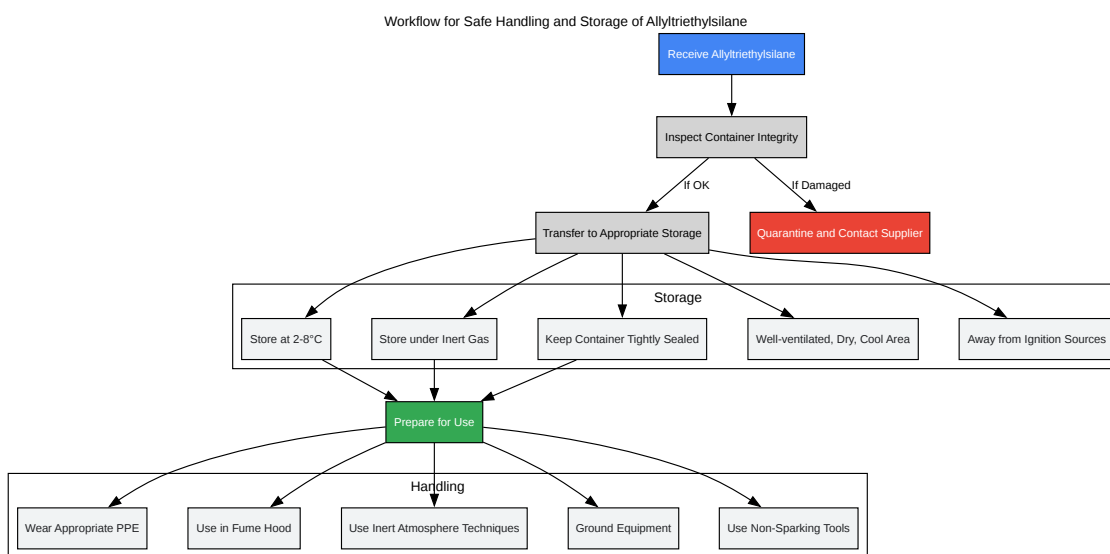 Workflow for Safe Handling and Storage of Allyltriethylsilane
Receive Allyltriethylsilane
Inspect Container Integrity
If OK
If Damaged
Transfer to Appropriate Storage
Quarantine and Contact Supplier
Storage
Store at 2-8°C
Store under Inert Gas
Keep Container Tightly Sealed
Well-ventilated, Dry, Cool Area
Away from Ignition Sources
Prepare for Use
Handling
Wear Appropriate PPE
Use in Fume Hood
Use Inert Atmosphere Techniques
Ground Equipment
Use Non-Sparking Tools